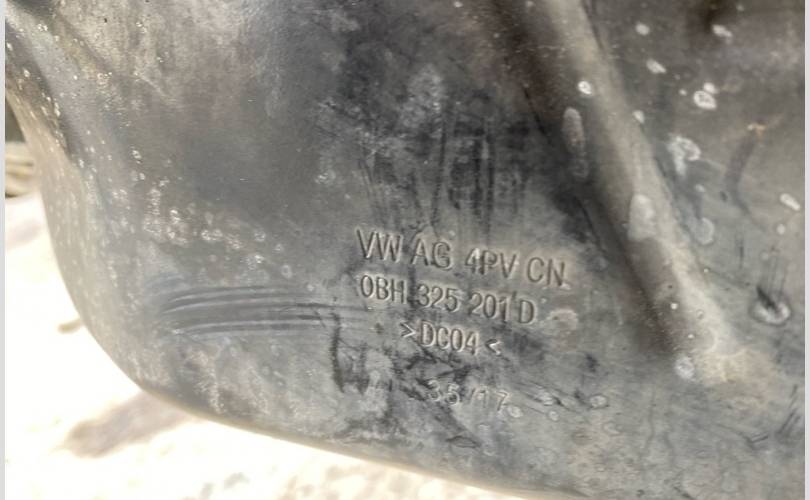 VW AG 4PV CN
0BH 325 201 D
>DC04<
35/17